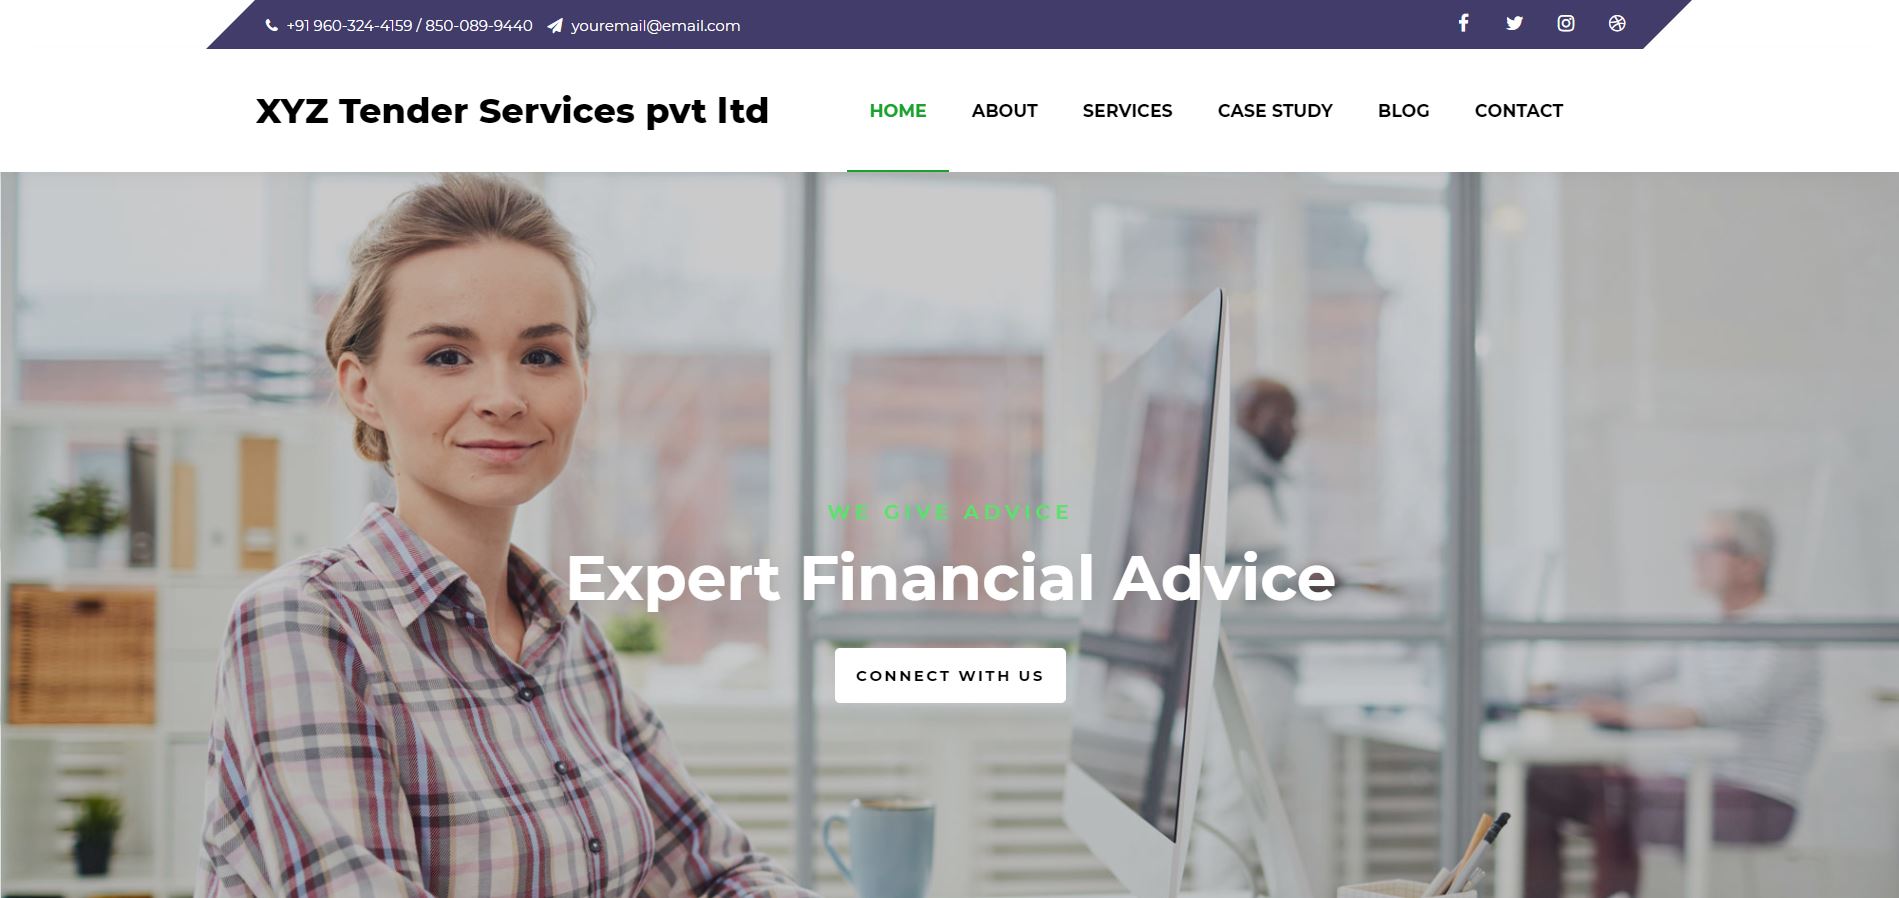 +91 960-324-4159 / 850-089-9440 youremail@email.com
XYZ Tender Services pvt ltd
HOME ABOUT SERVICES CASE STUDY BLOG CONTACT
WE GIVE ADVICE
Expert Financial Advice
CONNECT WITH US